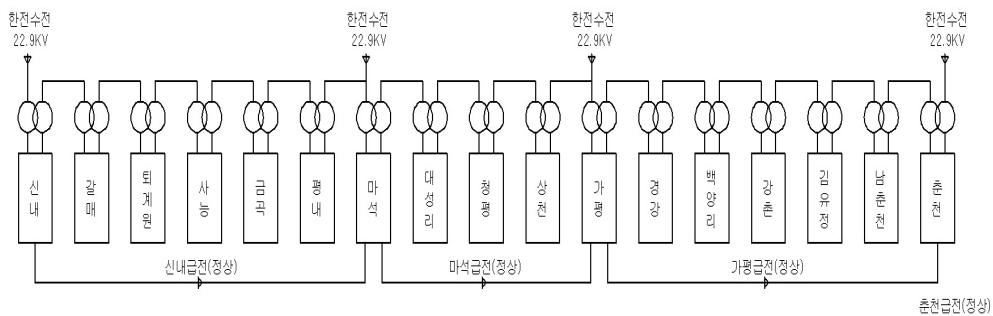 한전수전 한전수전 한전수전 한전수전
22.9KV 22.9KV 22.9KV 22.9KV
신내
갈매
퇴계원
사능
금곡
평내
마석
대성리
청평
상천
가평
경강
백양리
강촌
김유정
남춘천
춘천
신내급전(정상) 마석급전(정상) 가평급전(정상)
춘천급전(정상)